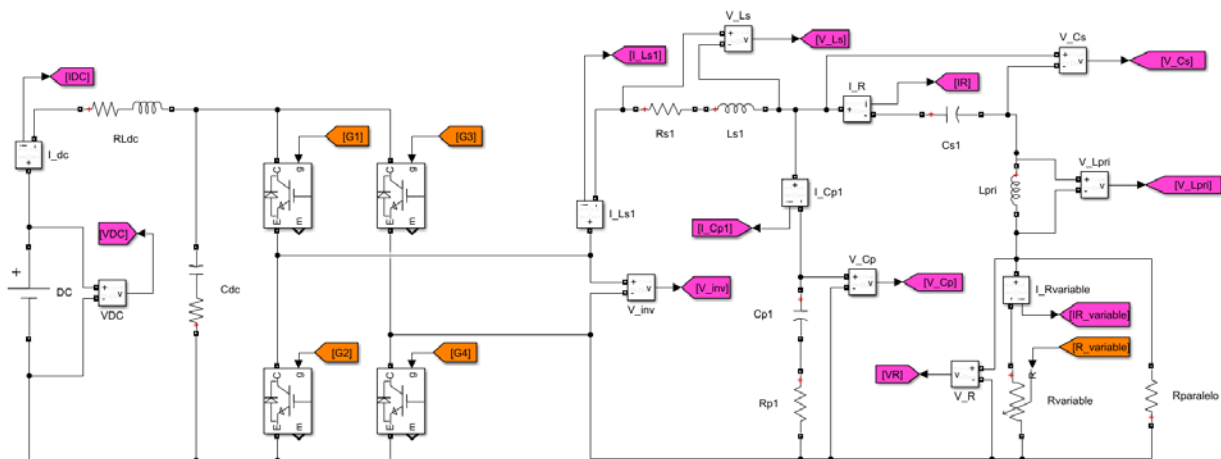 V_Ls
[V_Ls]
V_Cs
[V_Cs]
[I_Ls1]
[IDC]
I_R
[IR]
Rs1
Ls1
Cs1
RLdc
I_dc
[G1]
[G3]
C
g
E
m
C
g
E
m
V_Lpri
[V_Lpri]
Lpri
I_Cp1
[I_Cp1]
I_Ls1
[VDC]
DC
VDC
Cdc
V_inv
[V_inv]
V_Cp
[V_Cp]
Cp1
I_Rvariable
[IR_variable]
[R_variable]
[G2]
[G4]
C
g
E
m
C
g
E
m
Rp1
[VR]
V_R
R
Rvariable
Rparalelo